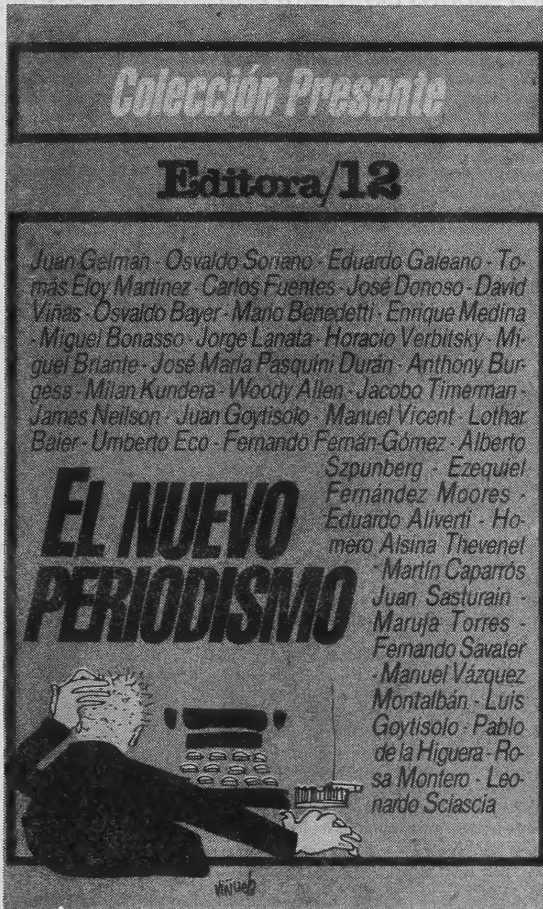 Colección Presente
Editora/12
Juan Gelman - Osvaldo Soriano - Eduardo Galeano - To-
más Eloy Martínez - Carlos Fuentes - José Donoso - David
Viñas - Osvaldo Bayer - Mario Benedetti - Enrique Medina
- Miguel Bonasso - Jorge Lanata - Horacio Verbitsky - Mi-
guel Briante - José María Pasquini Durán - Anthony Bur-
gess - Milan Kundera - Woody Allen - Jacobo Timerman -
James Neilson - Juan Goytisolo - Manuel Vicent - Lothar
Baier - Umberto Eco - Fernando Fernán-Gómez - Alberto
Szpunberg - Ezequiel
Fernández Moores -
Eduardo Aliverti - Ho-
mero Alsina Thevenet
- Martín Caparrós
Juan Sasturain -
Maruja Torres -
Fernando Savater
- Manuel Vázquez
Montalbán - Luis
Goytisolo - Pablo
de la Higuera - Ro-
sa Montero - Leo-
nardo Sciascia
EL NUEVO
PERIODISMO